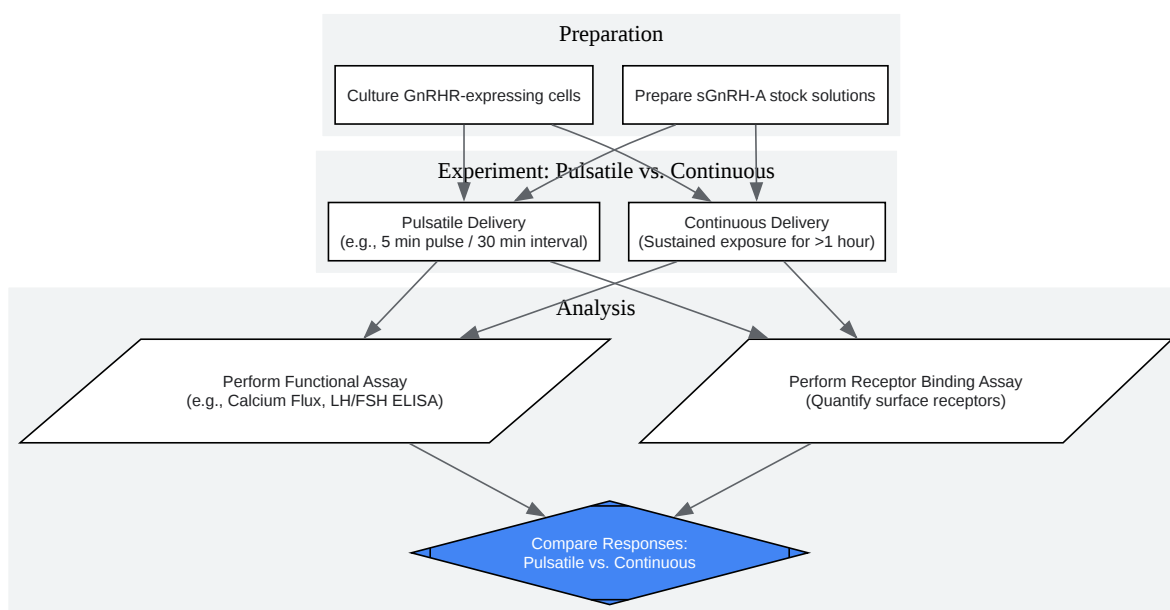 Preparation
Culture GnRHR-expressing cells
Prepare sGnRH-A stock solutions
Experiment: Pulsatile vs. Continuous
Pulsatile Delivery
(e.g., 5 min pulse / 30 min interval)
Continuous Delivery
(Sustained exposure for >1 hour)
Analysis
Perform Functional Assay
(e.g., Calcium Flux, LH/FSH ELISA)
Perform Receptor Binding Assay
(Quantify surface receptors)
Compare Responses:
Pulsatile vs. Continuous